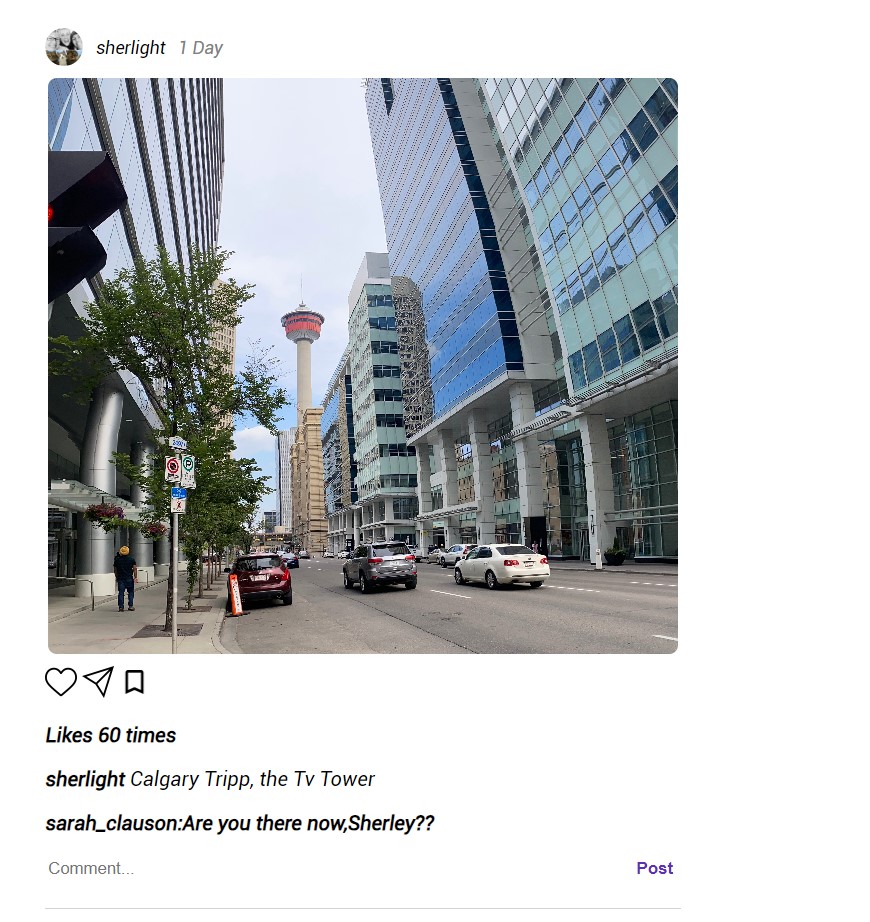 sherlight 1 Day
P
Likes 60 times
sherlight Calgary Tripp, the Tv Tower
sarah_clauson:Are you there now,Sherley??
Comment... Post